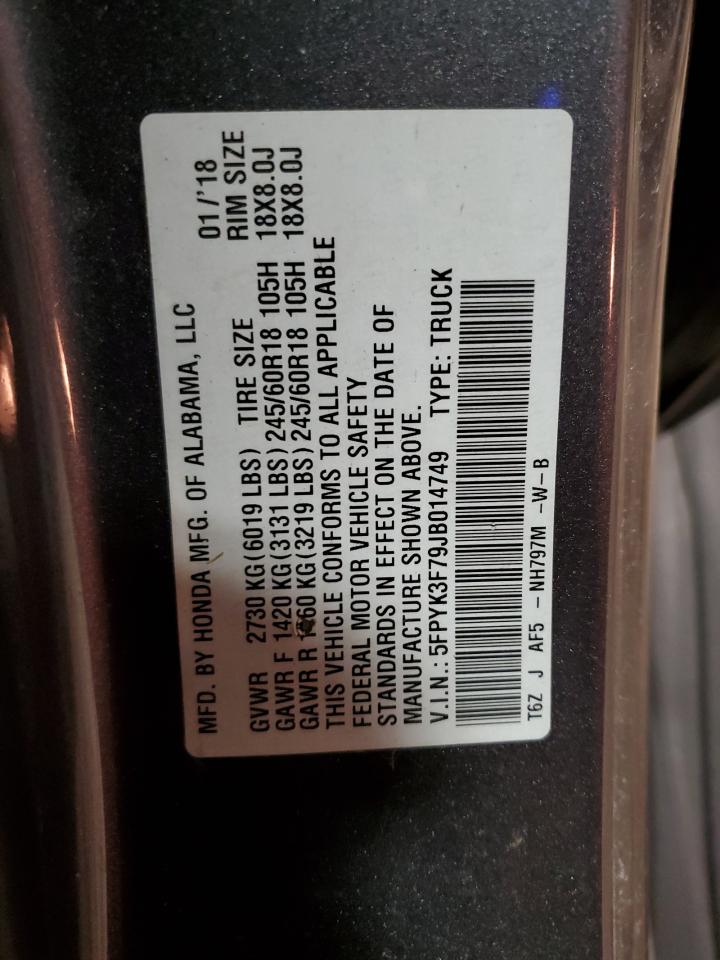 MFD. BY HONDA MFG. OF ALABAMA, LLC 01/'18
GVWR 2730 KG(6019 LBS) TIRE SIZE RIM SIZE
GAWR F 1420 KG(3131 LBS) 245/60R18 105H 18X8.0J
GAWR R 1460 KG(3219 LBS) 245/60R18 105H 18X8.0J
THIS VEHICLE CONFORMS TO ALL APPLICABLE
FEDERAL MOTOR VEHICLE SAFETY
STANDARDS IN EFFECT ON THE DATE OF
MANUFACTURE SHOWN ABOVE.
V.I.N.: 5FPYK3F79JB014749 TYPE: TRUCK
T6Z J AF5 - NH797M -W-B